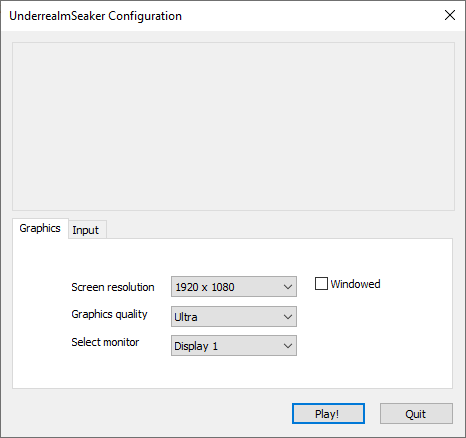 UnderrealmSeaker Configuration
Graphics Input
Screen resolution 1920 x 1080 Windowed
Graphics quality Ultra
Select monitor Display 1
Play! Quit